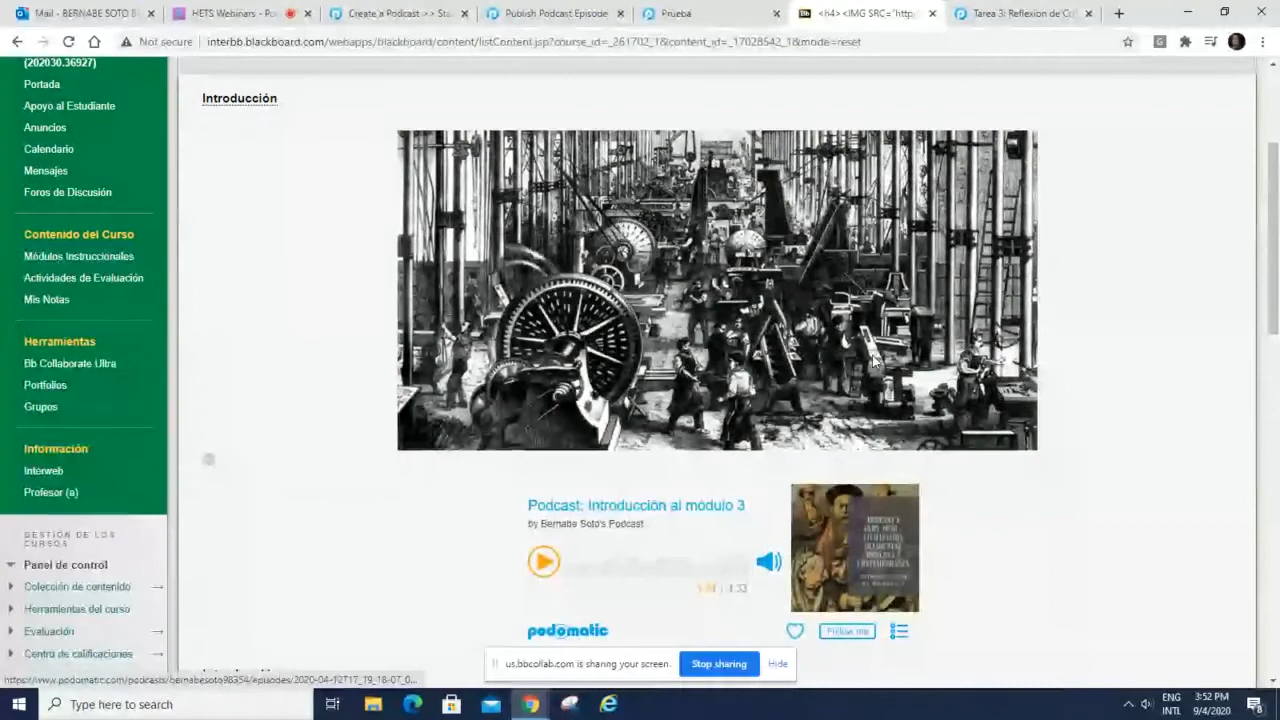 Mail - BERNABE SOTO B
HETS Webinars - Po
Create a Podcast >> Sta
Publish Podcast Episode
Prueba
<h4> <IMG SRC="http
Tarea 3: Reflexion de C
Not secure
interbb.blackboard.com/webapps/blackboard/content/listContent.jsp?course_id=_261702_1&content_id=_17028542_1&mode=reset
(202030.36927)
Portada
Apoyo al Estudiante
Anuncios
Calendario
Mensajes
Foros de Discusión
Contenido del Curso
Módulos Instruccionales
Actividades de Evaluación
Mis Notas
Herramientas
Bb Collaborate Ultra
Portfolios
Grupos
Información
Interweb
Profesor (a)
GESTIÓN DE LOS
CURSOS
Panel de control
Colección de contenido
Herramientas del curso
Evaluación
Centro de calificaciones
Introducción
Podcast: Introducción al módulo 3
by Bernabe Soto's Podcast
podomatic
Follow me
us.bbcollab.com is sharing your screen.
Stop sharing
Hide
Type here to search
ENG
INTL
3:52 PM
9/4/2020